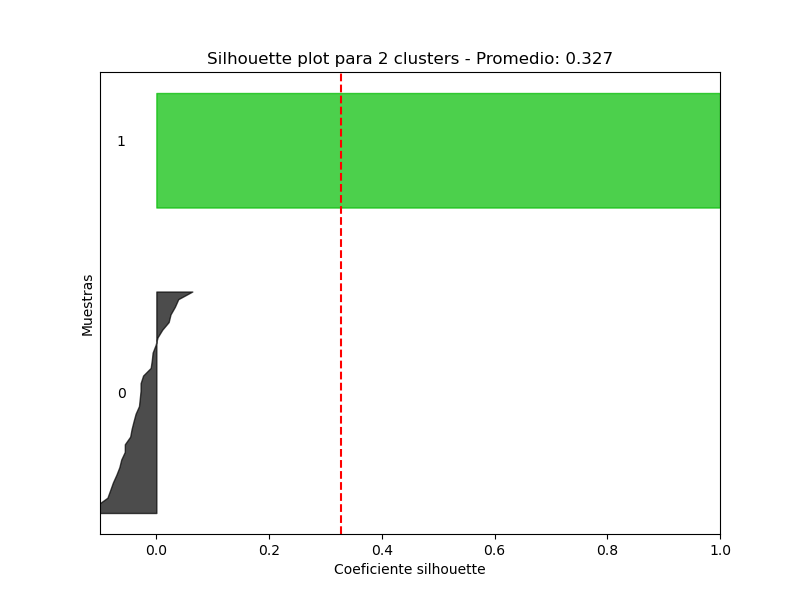 Silhouette plot para 2 clusters - Promedio: 0.327
1
0
Muestras
0.0 0.2 0.4 0.6 0.8 1.0
Coeficiente silhouette